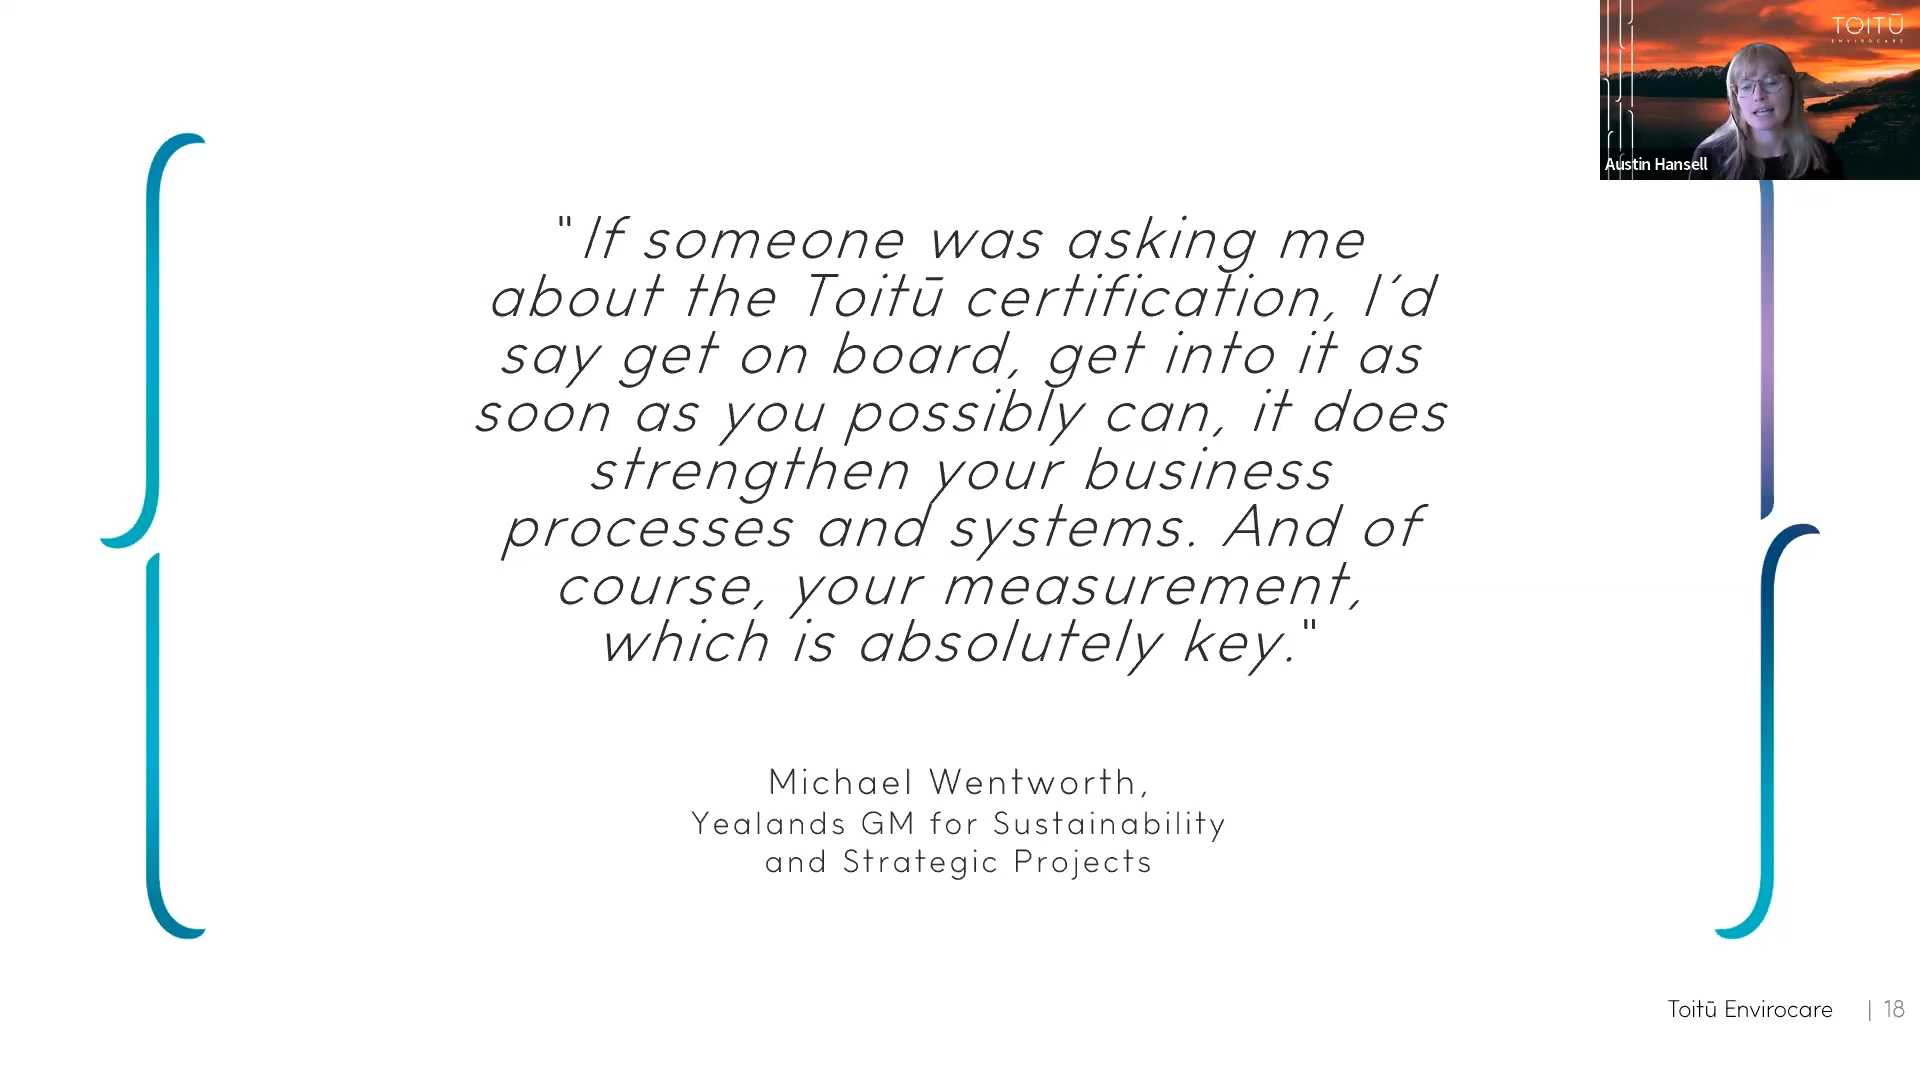 TOITŪ
ENVIROCARE
Austin Hansell
"If someone was asking me
about the Toitū certification, I´d
say get on board, get into it as
soon as you possibly can, it does
strengthen your business
processes and systems. And of
course, your measurement,
which is absolutely key."
Michael Wentworth,
Yealands GM for Sustainability
and Strategic Projects
Toitū Envirocare | 18